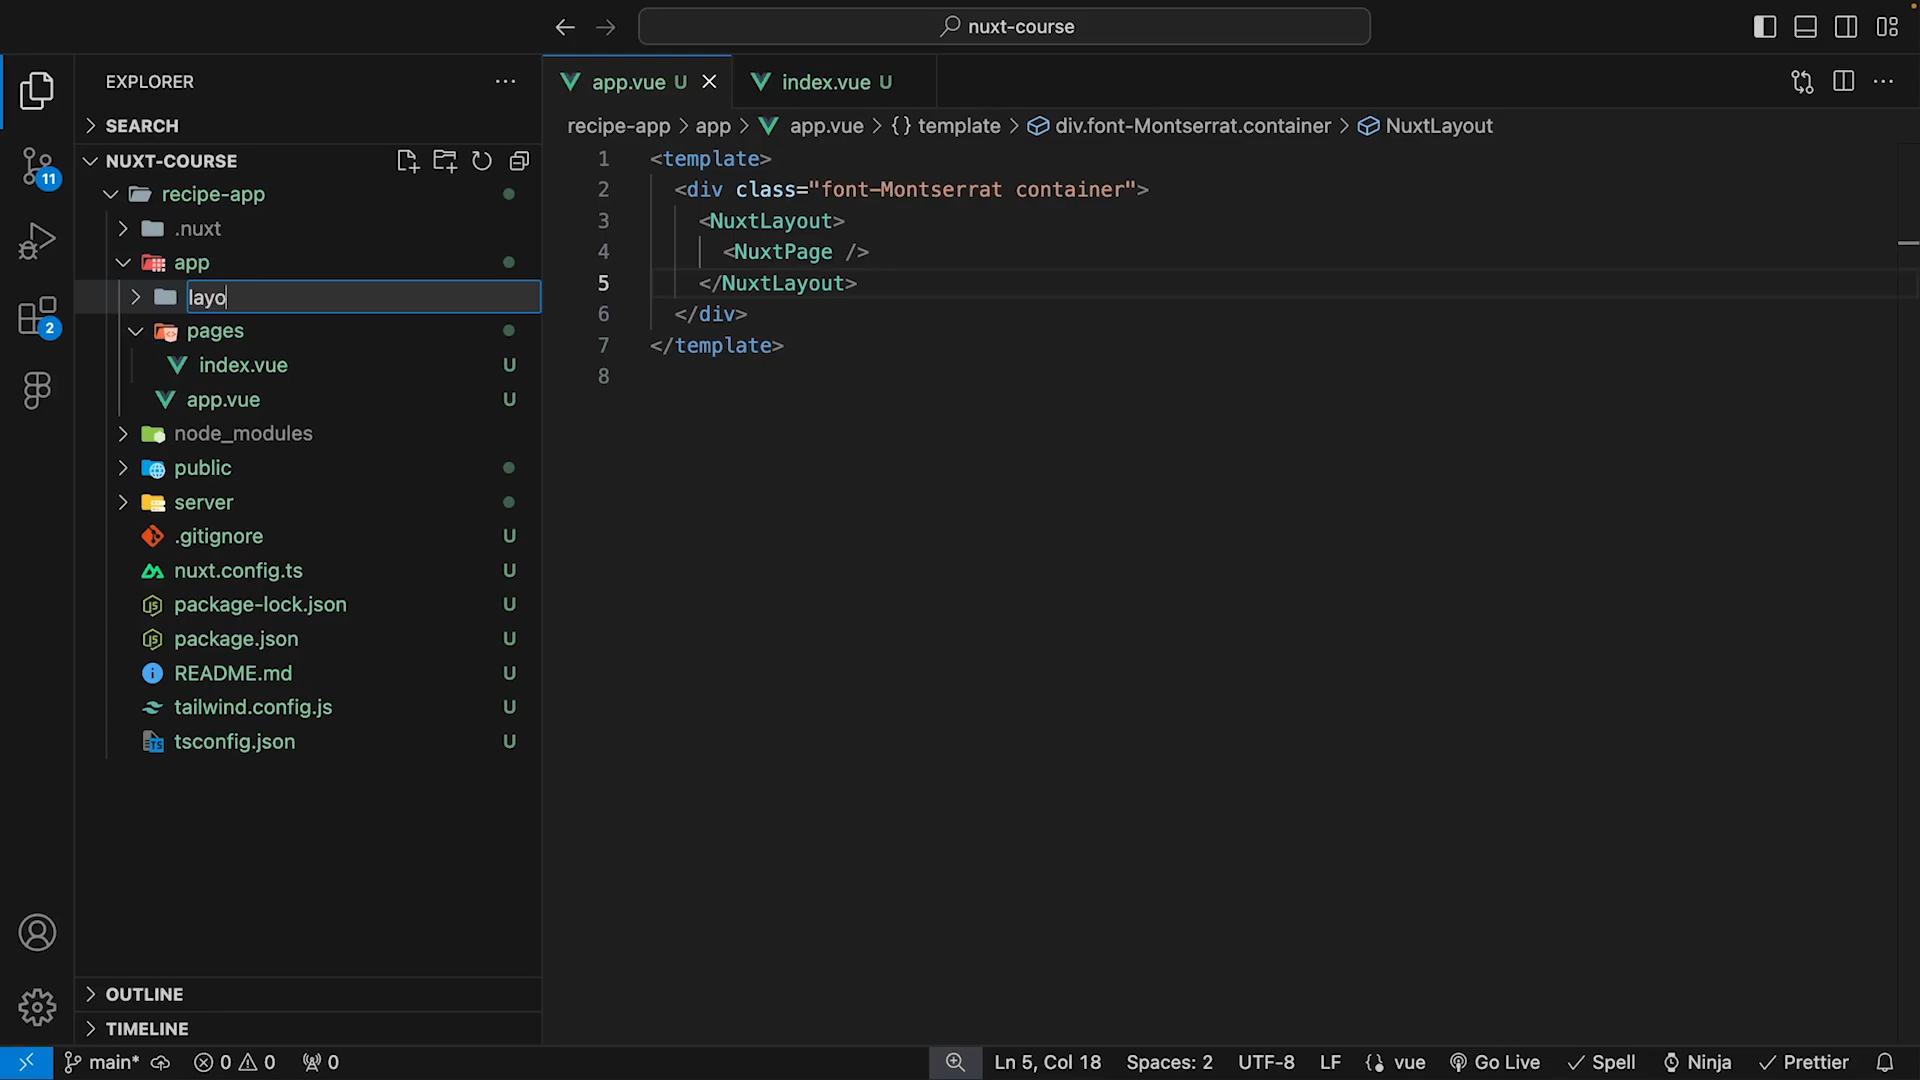 nuxt-course
EXPLORER
SEARCH
NUXT-COURSE
recipe-app
.nuxt
app
layo
pages
index.vue U
app.vue U
node_modules
public
server
.gitignore U
nuxt.config.ts U
package-lock.json U
package.json U
README.md U
tailwind.config.js U
tsconfig.json U
OUTLINE
TIMELINE
11
2
app.vue U
index.vue U
recipe-app > app > app.vue > {} template > div.font-Montserrat.container > NuxtLayout
1 <template>
2 <div class="font-Montserrat container">
3 <NuxtLayout>
4 <NuxtPage />
5 </NuxtLayout>
6 </div>
7 </template>
8
main* 0 0 0 Ln 5, Col 18 Spaces: 2 UTF-8 LF vue Go Live Spell Ninja Prettier